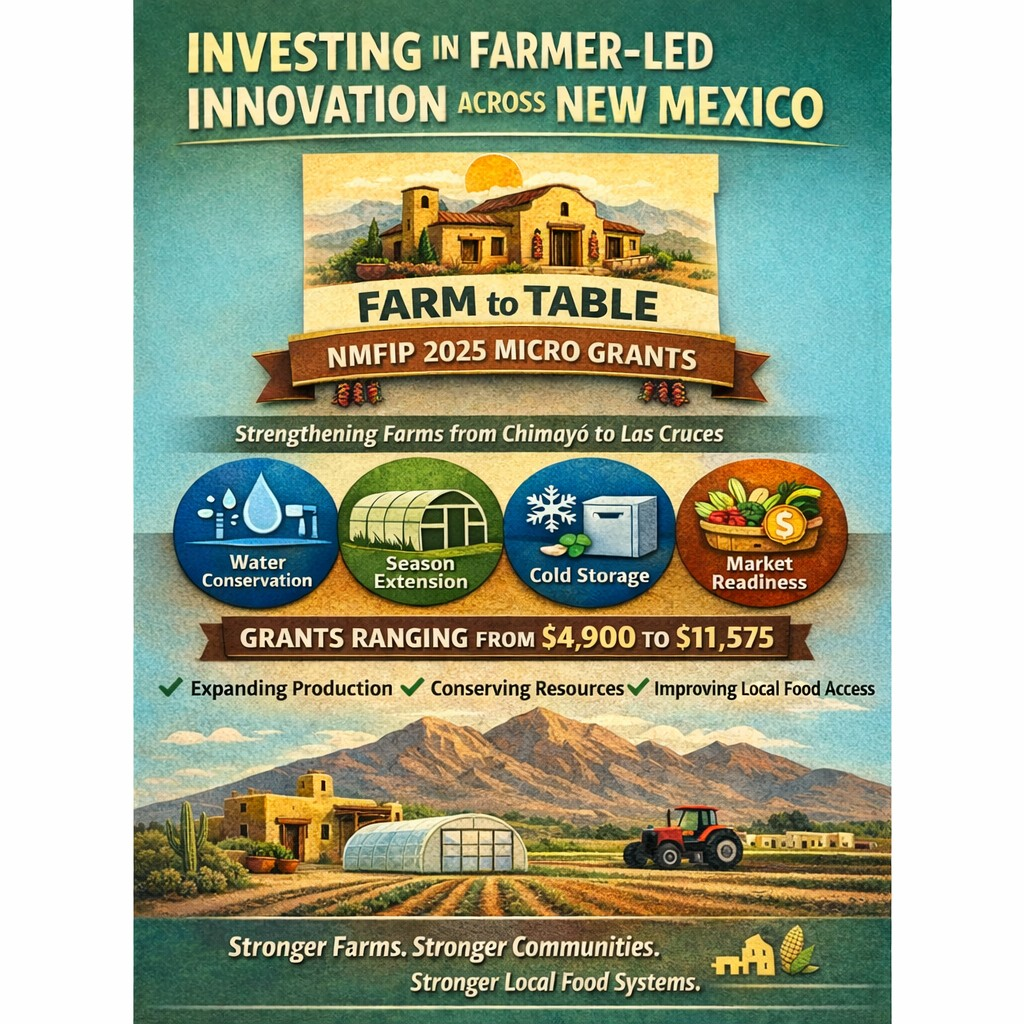 INVESTING IN FARMER-LED
INNOVATION ACROSS NEW MEXICO
FARM to TABLE
NMFIP 2025 MICRO GRANTS
Strengthening Farms from Chimayó to Las Cruces
Water
Conservation
Season
Extension
Cold Storage
$
Market
Readiness
GRANTS RANGING FROM $4,900 TO $11,575
Expanding Production
Conserving Resources
Improving Local Food Access
Stronger Farms. Stronger Communities.
Stronger Local Food Systems.